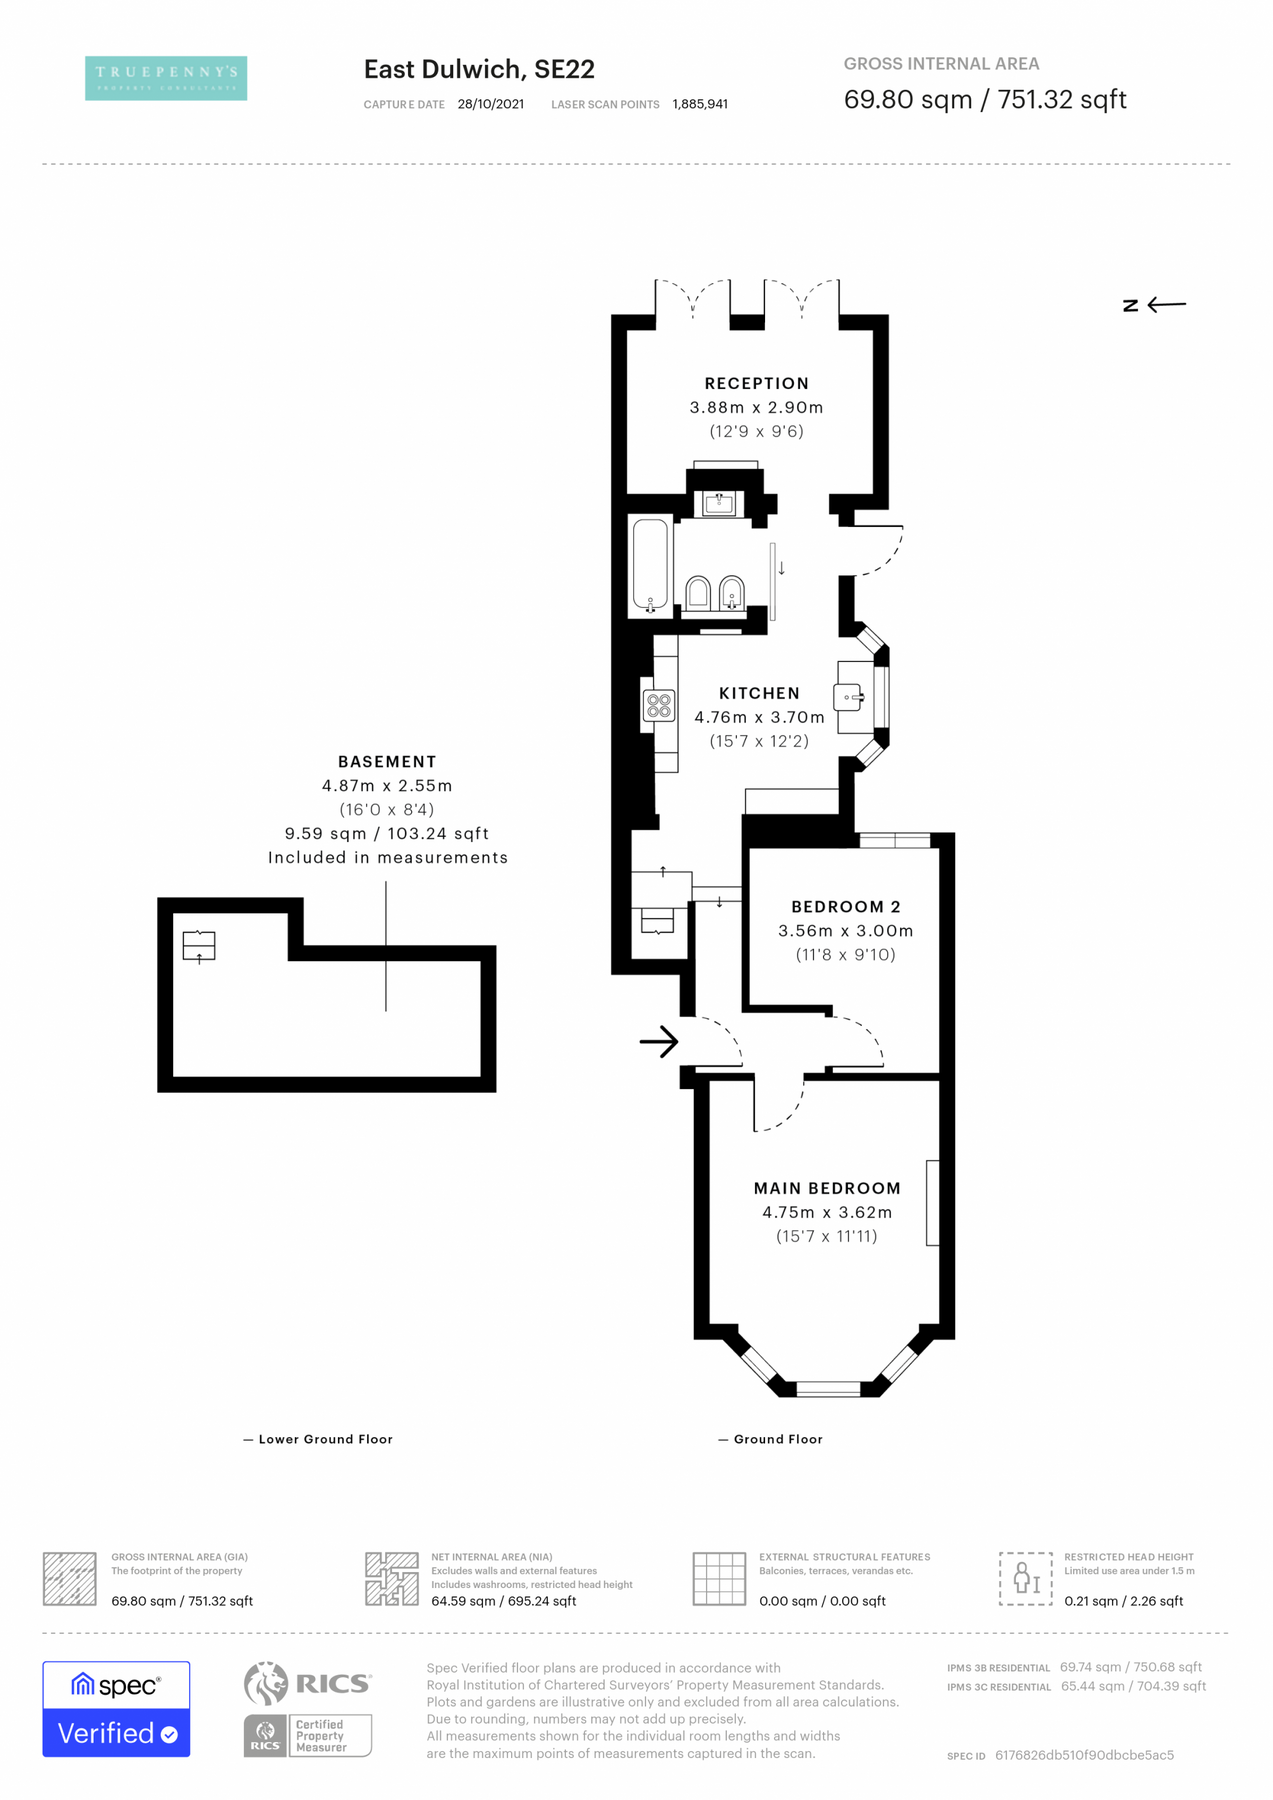 TRUEPENNY'S
PROPERTY CONSULTANTS
East Dulwich, SE22
CAPTURE DATE 28/10/2021 LASER SCAN POINTS 1,885,941
GROSS INTERNAL AREA
69.80 sqm / 751.32 sqft
N
RECEPTION
3.88m x 2.90m
(12'9 x 9'6)
KITCHEN
4.76m x 3.70m
(15'7 x 12'2)
BASEMENT
4.87m x 2.55m
(16'0 x 8'4)
9.59 sqm / 103.24 sqft
Included in measurements
BEDROOM 2
3.56m x 3.00m
(11'8 x 9'10)
MAIN BEDROOM
4.75m x 3.62m
(15'7 x 11'11)
— Lower Ground Floor
— Ground Floor
GROSS INTERNAL AREA (GIA)
The footprint of the property
69.80 sqm / 751.32 sqft
NET INTERNAL AREA (NIA)
Excludes walls and external features
Includes washrooms, restricted head height
64.59 sqm / 695.24 sqft
EXTERNAL STRUCTURAL FEATURES
Balconies, terraces, verandas etc.
0.00 sqm / 0.00 sqft
RESTRICTED HEAD HEIGHT
Limited use area under 1.5 m
0.21 sqm / 2.26 sqft
spec®
Verified
RICS®
RICS
Certified
Property
Measurer
Spec Verified floor plans are produced in accordance with
Royal Institution of Chartered Surveyors' Property Measurement Standards.
Plots and gardens are illustrative only and excluded from all area calculations.
Due to rounding, numbers may not add up precisely.
All measurements shown for the individual room lengths and widths
are the maximum points of measurements captured in the scan.
IPMS 3B RESIDENTIAL 69.74 sqm / 750.68 sqft
IPMS 3C RESIDENTIAL 65.44 sqm / 704.39 sqft
SPEC ID 6176826db510f90dbcbe5ac5